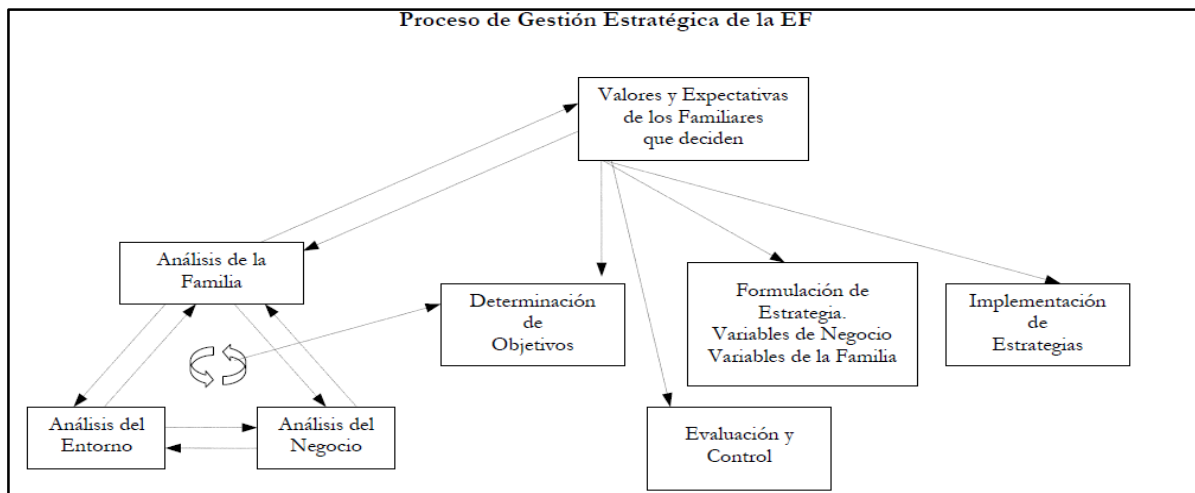 Proceso de Gestión Estratégica de la EF
Valores y Expectativas
de los Familiares
que deciden
Análisis de la
Familia
Determinación
de
Objetivos
Formulación de
Estrategia.
Variables de Negocio
Variables de la Familia
Implementación
de
Estrategias
Análisis del
Entorno
Análisis del
Negocio
Evaluación y
Control